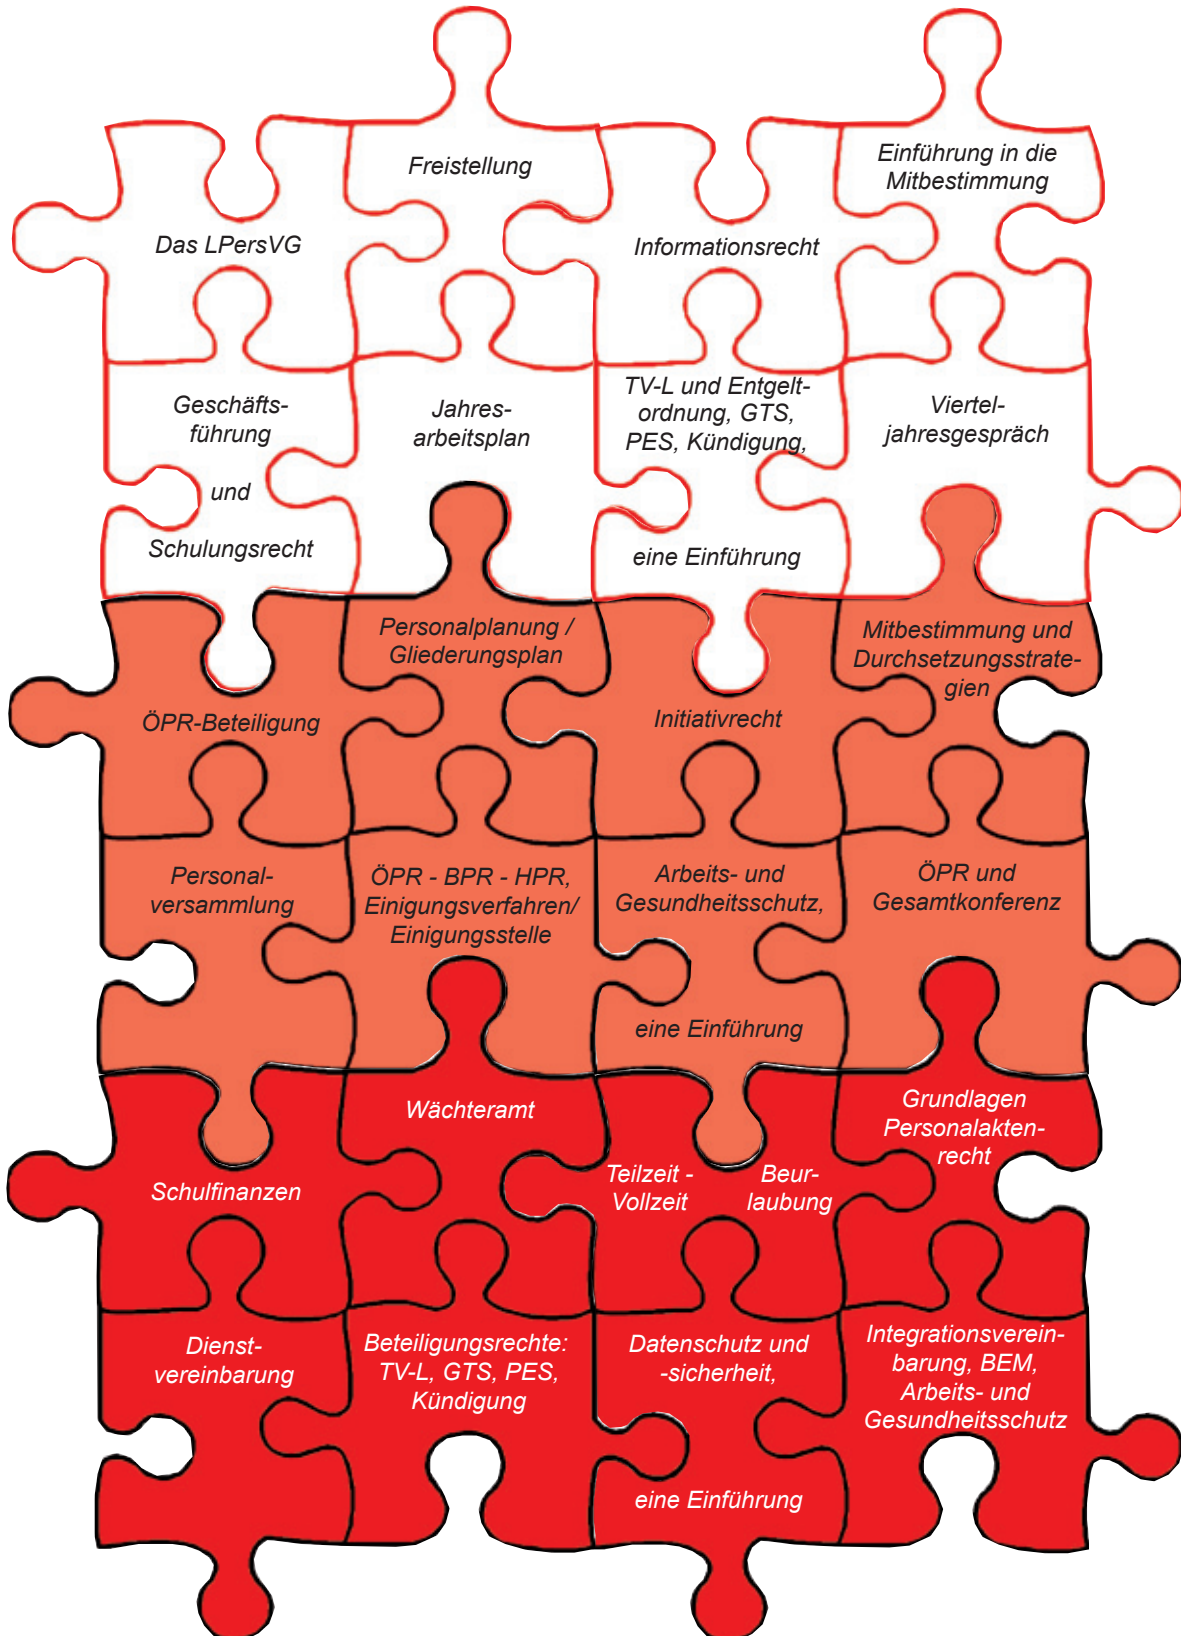 Das LPersVG
Freistellung
Informationsrecht
Einführung in die
Mitbestimmung
Geschäfts-
führung
und
Schulungsrecht
Jahres-
arbeitsplan
TV-L und Entgelt-
ordnung, GTS,
PES, Kündigung,
eine Einführung
Viertel-
jahresgespräch
ÖPR-Beteiligung
Personalplanung /
Gliederungsplan
Initiativrecht
Mitbestimmung und
Durchsetzungsstrate-
gien
Personal-
versammlung
ÖPR - BPR - HPR,
Einigungsverfahren/
Einigungsstelle
Arbeits- und
Gesundheitsschutz,
eine Einführung
ÖPR und
Gesamtkonferenz
Schulfinanzen
Wächteramt
Teilzeit -
Vollzeit
Beur-
laubung
Grundlagen
Personalakten-
recht
Dienst-
vereinbarung
Beteiligungsrechte:
TV-L, GTS, PES,
Kündigung
Datenschutz und
-sicherheit,
eine Einführung
Integrationsverein-
barung, BEM,
Arbeits- und
Gesundheitsschutz